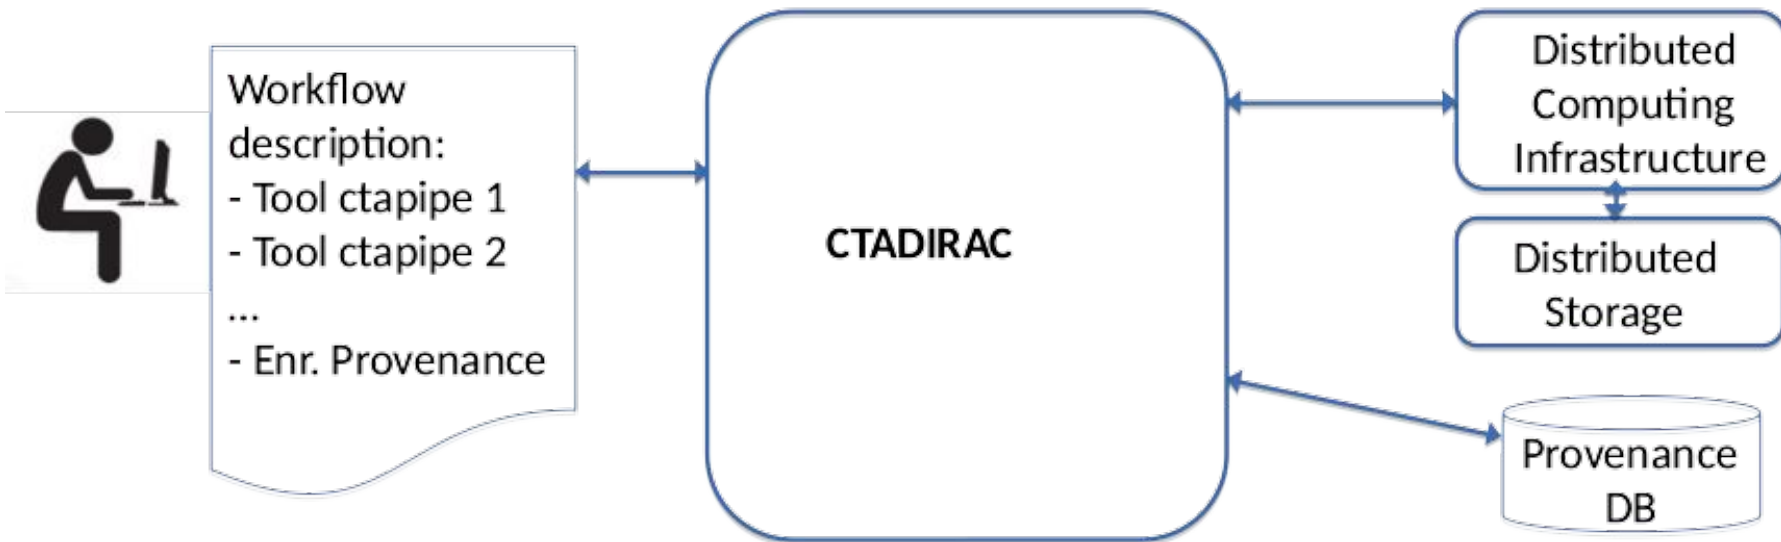 Workflow
description:
- Tool ctapipe 1
- Tool ctapipe 2
...
- Enr. Provenance
CTADIRAC
Distributed
Computing
Infrastructure
Distributed
Storage
Provenance
DB